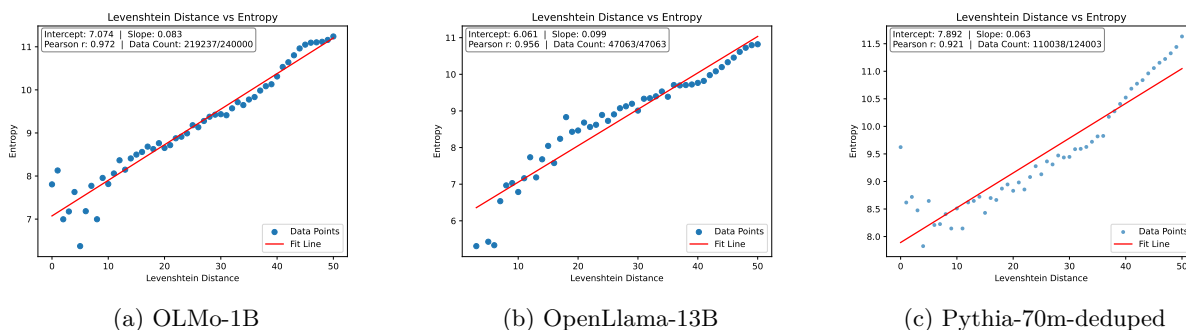 Levenshtein Distance vs Entropy
Intercept: 7.074 | Slope: 0.083
Pearson r: 0.972 | Data Count: 219237/240000
11
10
9
8
7
Entropy
0 10 20 30 40 50
Levenshtein Distance
Data Points
Fit Line
(a) OLMo-1B
Levenshtein Distance vs Entropy
Intercept: 6.061 | Slope: 0.099
Pearson r: 0.956 | Data Count: 47063/47063
11
10
9
8
7
6
Entropy
10 20 30 40 50
Levenshtein Distance
Data Points
Fit Line
(b) OpenLlama-13B
Levenshtein Distance vs Entropy
Intercept: 7.892 | Slope: 0.063
Pearson r: 0.921 | Data Count: 110038/124003
11.5
11.0
10.5
10.0
9.5
9.0
8.5
8.0
Entropy
0 10 20 30 40 50
Levenshtein Distance
Data Points
Fit Line
(c) Pythia-70m-deduped